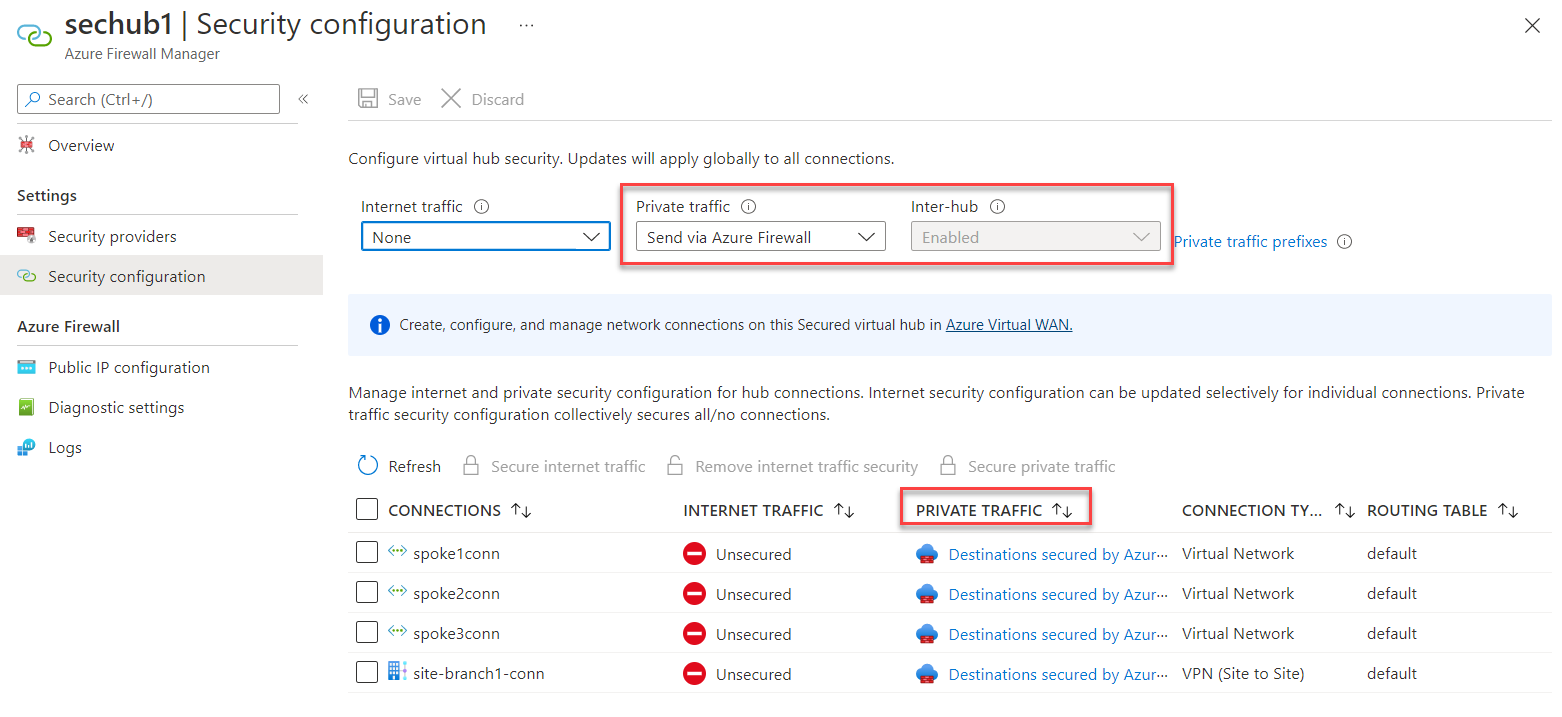 sechub1 | Security configuration ...
Azure Firewall Manager
Search (Ctrl+/)
«
Save Discard
Overview
Configure virtual hub security. Updates will apply globally to all connections.
Settings
Internet traffic Private traffic Inter-hub
Security providers
None Send via Azure Firewall Enabled Private traffic prefixes
Security configuration
Azure Firewall
Create, configure, and manage network connections on this Secured virtual hub in Azure Virtual WAN.
Public IP configuration
Manage internet and private security configuration for hub connections. Internet security configuration can be updated selectively for individual connections. Private
traffic security configuration collectively secures all/no connections.
Diagnostic settings
Logs
Refresh Secure internet traffic Remove internet traffic security Secure private traffic
CONNECTIONS INTERNET TRAFFIC PRIVATE TRAFFIC CONNECTION TY... ROUTING TABLE
spoke1conn Unsecured Destinations secured by Azur... Virtual Network default
spoke2conn Unsecured Destinations secured by Azur... Virtual Network default
spoke3conn Unsecured Destinations secured by Azur... Virtual Network default
site-branch1-conn Unsecured Destinations secured by Azur... VPN (Site to Site) default